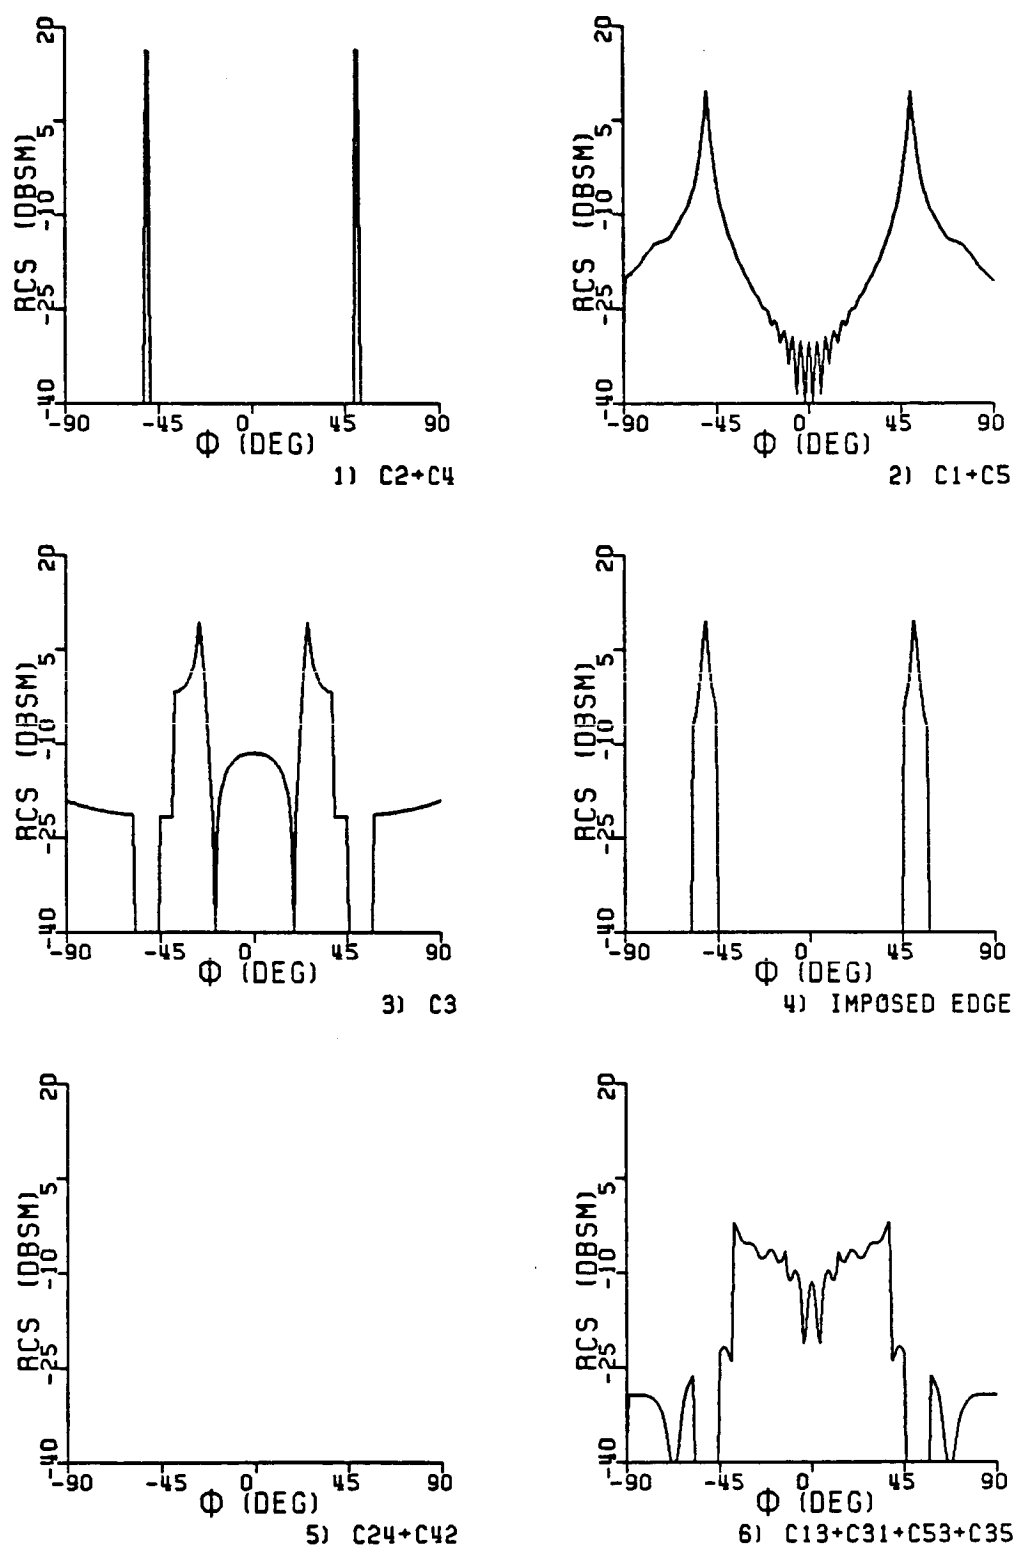 20
5
-10
-25
-40
RCS (DBSM)
-90 -45 0 45 90
Φ (DEG)
1) C2+C4
20
5
-10
-25
-40
RCS (DBSM)
-90 -45 0 45 90
Φ (DEG)
2) C1+C5
20
5
-10
-25
-40
RCS (DBSM)
-90 -45 0 45 90
Φ (DEG)
3) C3
20
5
-10
-25
-40
RCS (DBSM)
-90 -45 0 45 90
Φ (DEG)
4) IMPOSED EDGE
20
5
-10
-25
-40
RCS (DBSM)
-90 -45 0 45 90
Φ (DEG)
5) C24+C42
20
5
-10
-25
-40
RCS (DBSM)
-90 -45 0 45 90
Φ (DEG)
6) C13+C31+C53+C35